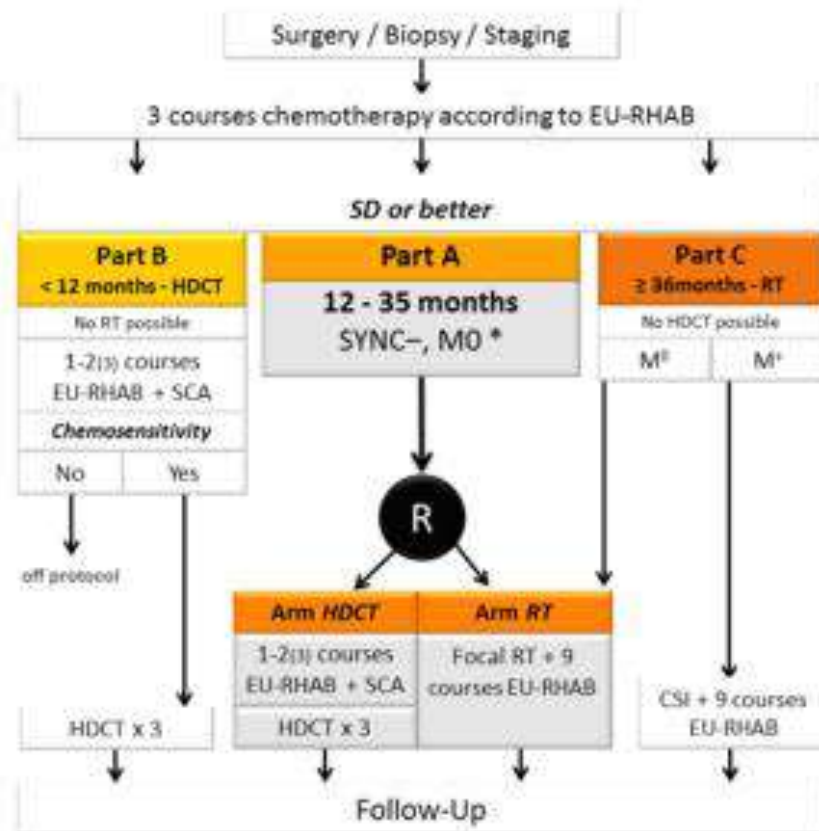 Surgery / Biopsy / Staging
3 courses chemotherapy according to EU-RHAB
SD or better
Part B
< 12 months - HDCT
No RT possible
1-2(3) courses
EU-RHAB + SCA
Chemosensitivity
No
Yes
off protocol
HDCT x 3
Part A
12 - 35 months
SYNC–, M0 *
R
Arm HDCT
1-2(3) courses
EU-RHAB + SCA
HDCT x 3
Arm RT
Focal RT + 9
courses EU-RHAB
Part C
≥ 36months - RT
No HDCT possible
M⁰
M⁺
CSI + 9 courses
EU-RHAB
Follow-Up